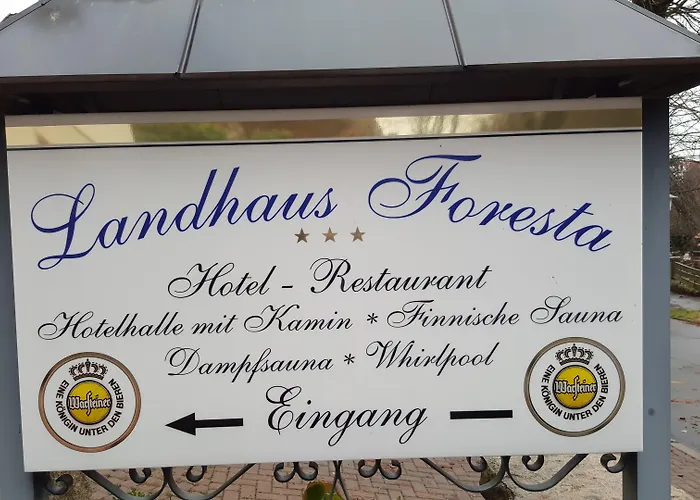 Landhaus Foresta
Hotel - Restaurant
Hotelhalle mit Kamin * Finnische Sauna
Dampfsauna * Whirlpool
Eingang
Warsteiner
EINE KÖNIGIN UNTER DEN BIEREN
Warsteiner
EINE KÖNIGIN UNTER DEN BIEREN